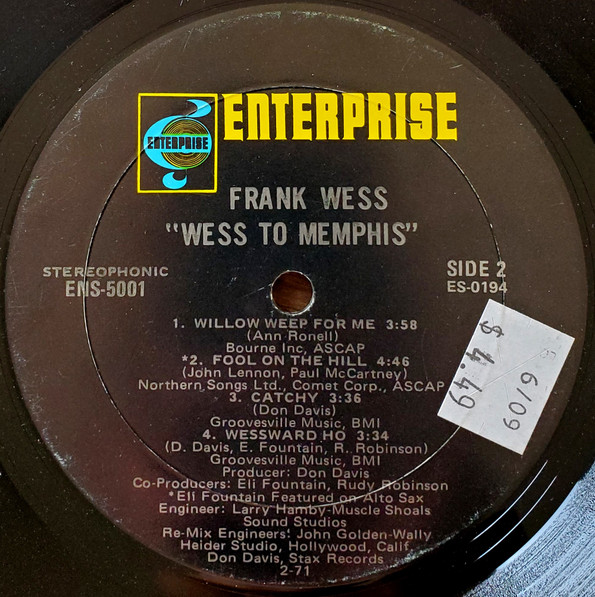 ENTERPRISE
ENTERPRISE
FRANK WESS
"WESS TO MEMPHIS"
STEREOPHONIC
ENS-5001
SIDE 2
ES-0194
1. WILLOW WEEP FOR ME 3:58
(Ann Ronell)
Bourne Inc, ASCAP
*2. FOOL ON THE HILL 4:46
(John Lennon, Paul McCartney)
Northern Songs Ltd., Comet Corp., ASCAP
3. CATCHY 3:36
(Don Davis)
Groovesville Music, BMI
4. WESSWARD HO 3:34
(D. Davis, E. Fountain, R. Robinson)
Groovesville Music, BMI
Producer: Don Davis
Co-Producers: Eli Fountain, Rudy Robinson
*Eli Fountain Featured on Alto Sax
Engineer: Larry Hamby-Muscle Shoals
Sound Studios
Re-Mix Engineers: John Golden-Wally
Heider Studio, Hollywood, Calif.
Don Davis, Stax Records
2-71
$ 4.49
6/09